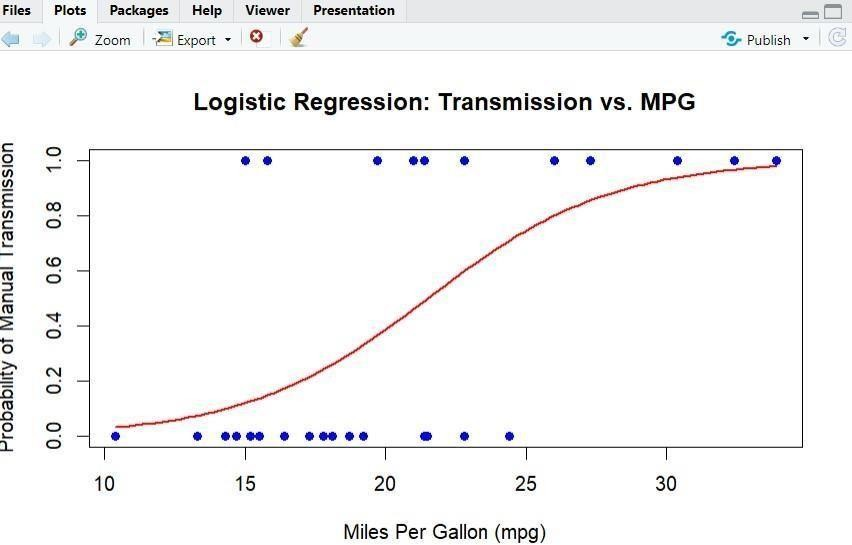 Files Plots Packages Help Viewer Presentation
Zoom Export Publish
Logistic Regression: Transmission vs. MPG
Probability of Manual Transmission
1.0
0.8
0.6
0.4
0.2
0.0
10 15 20 25 30
Miles Per Gallon (mpg)